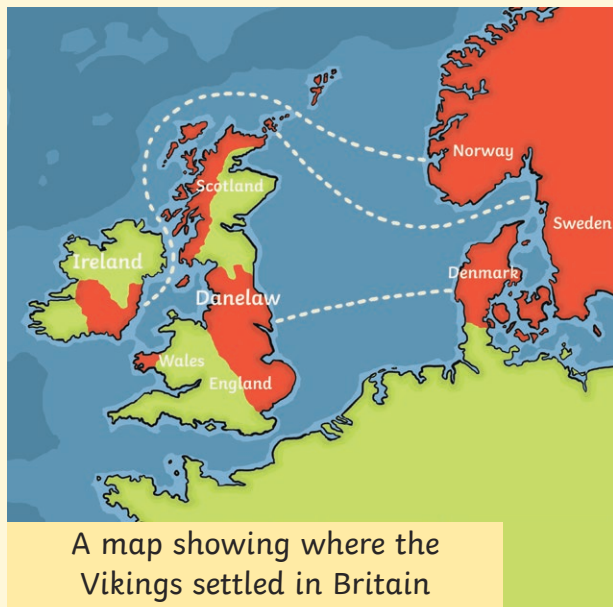 Norway
Scotland
Sweden
Ireland
Denmark
Danelaw
Wales
England
A map showing where the
Vikings settled in Britain